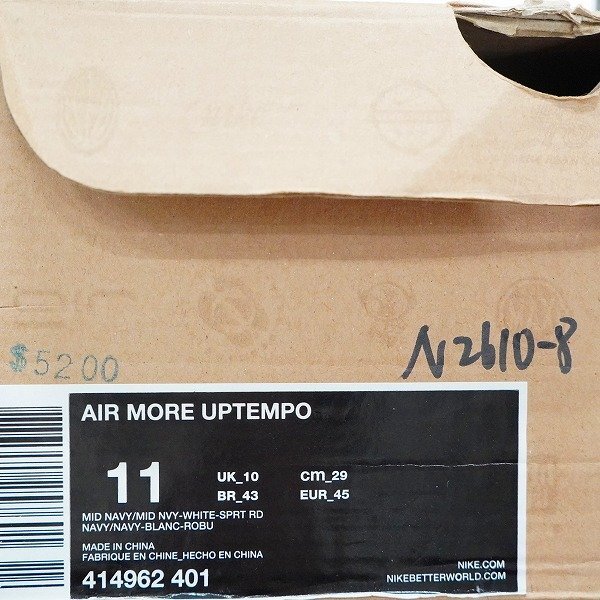 $5200
N2610-8
AIR MORE UPTEMPO
11
UK_10
cm_29
BR_43
EUR_45
MID NAVY/MID NVY-WHITE-SPRT RD
NAVY/NAVY-BLANC-ROBU
MADE IN CHINA
FABRIQUE EN CHINE_HECHO EN CHINA
414962 401
NIKE.COM
NIKEBETTERWORLD.COM